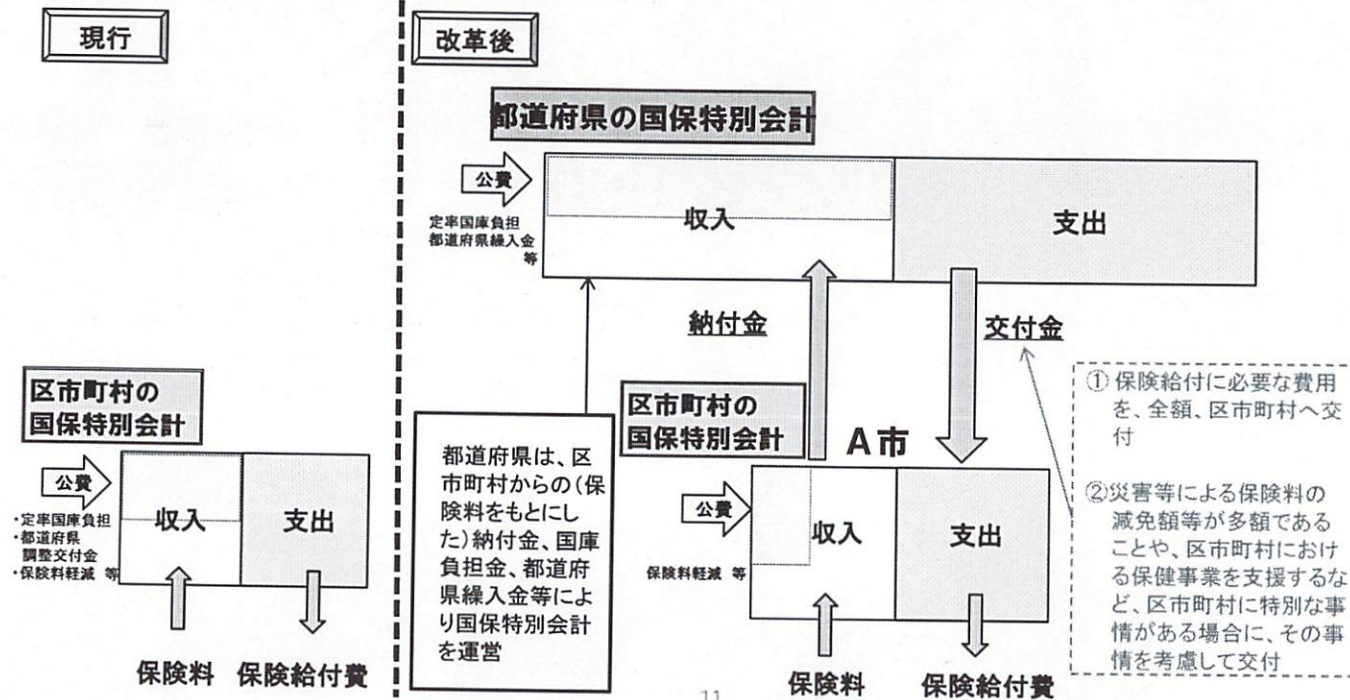 現行
区市町村の
国保特別会計
公費
・定率国庫負担
・都道府県
調整交付金
・保険料軽減 等
収入
支出
保険料
保険給付費
改革後
都道府県の国保特別会計
公費
定率国庫負担
都道府県繰入金
等
収入
支出
納付金
交付金
都道府県は、区
市町村からの(保
険料をもとにし
た)納付金、国庫
負担金、都道府
県繰入金等によ
り国保特別会計
を運営
区市町村の
国保特別会計
A市
公費
保険料軽減 等
収入
支出
保険料
保険給付費
① 保険給付に必要な費用
を、全額、区市町村へ交
付
②災害等による保険料の
減免額等が多額である
ことや、区市町村におけ
る保健事業を支援するな
ど、区市町村に特別な事
情がある場合に、その事
情を考慮して交付
11